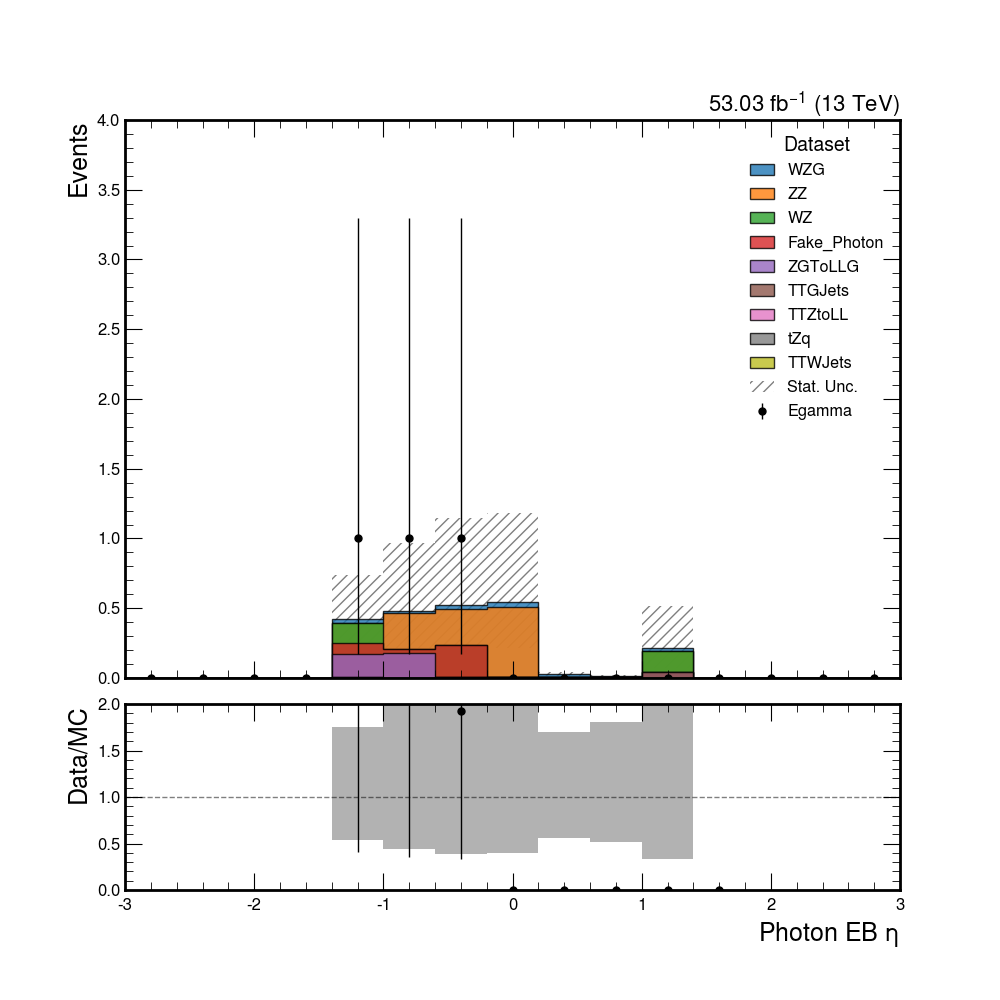 53.03 fb⁻¹ (13 TeV)
Events
4.0
3.5
3.0
2.5
2.0
1.5
1.0
0.5
0.0
Dataset
WZG
ZZ
WZ
Fake_Photon
ZGToLLG
TTGJets
TTZtoLL
tZq
TTWJets
Stat. Unc.
Egamma
Data/MC
2.0
1.5
1.0
0.5
0.0
-3 -2 -1 0 1 2 3
Photon EB η